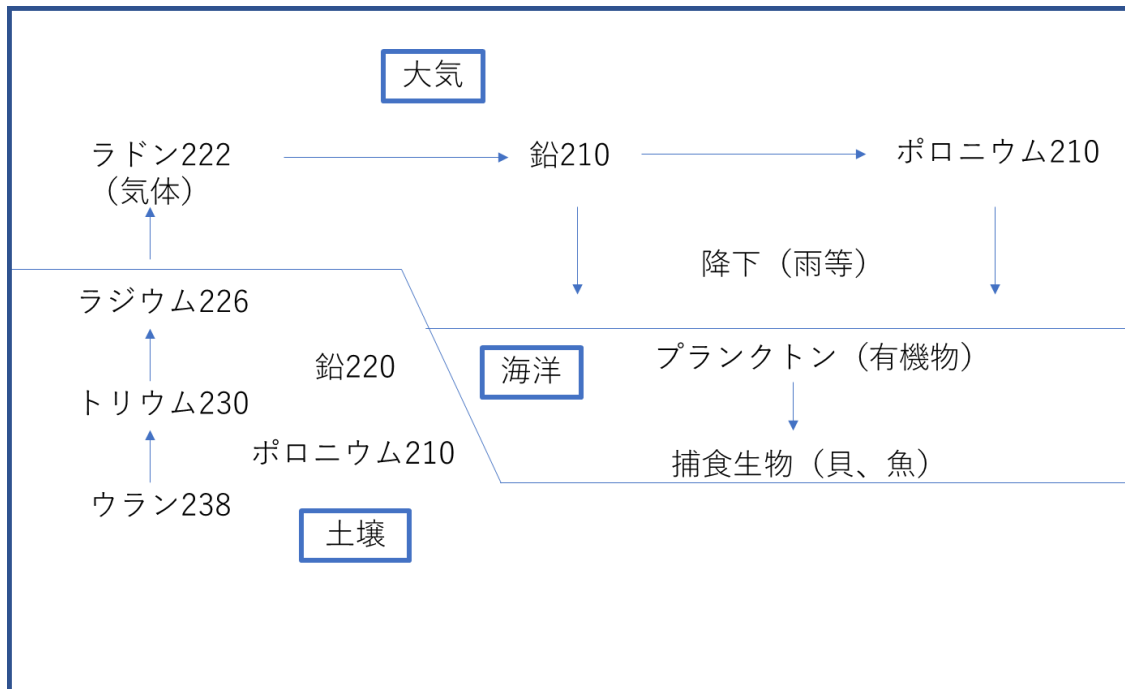 大気
ラドン222
（気体）
鉛210
ポロニウム210
降下（雨等）
ラジウム226
鉛220
海洋
プランクトン（有機物）
トリウム230
ポロニウム210
捕食生物（貝、魚）
ウラン238
土壌